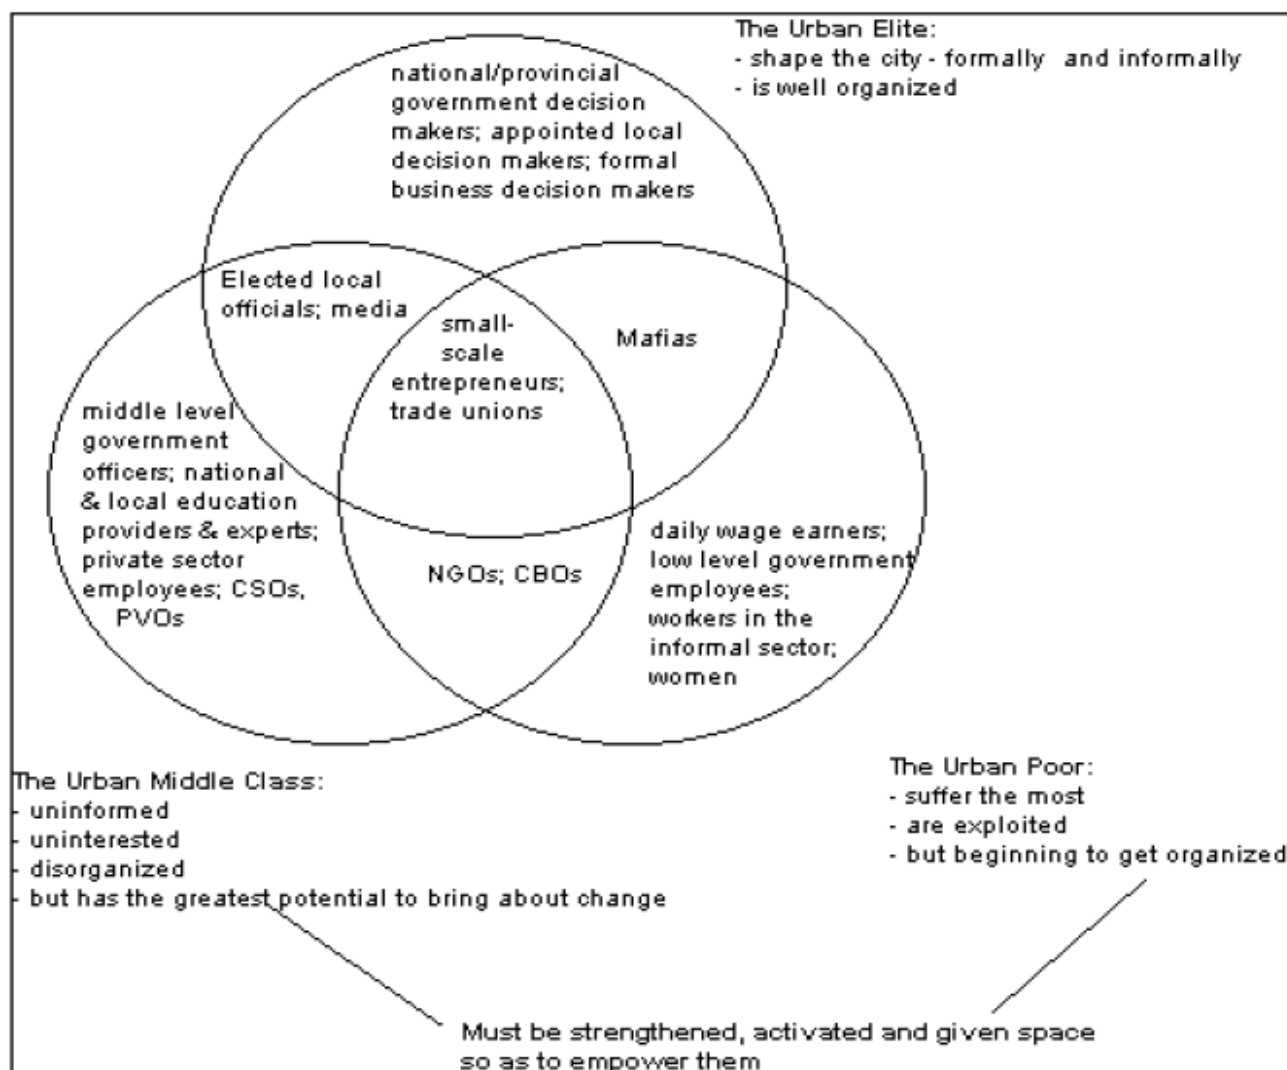 The Urban Elite:
- shape the city - formally and informally
- is well organized
national/provincial
government decision
makers; appointed local
decision makers; formal
business decision makers
Elected local
officials; media
small-
scale
entrepreneurs;
trade unions
Mafias
middle level
government
officers; national
& local education
providers & experts;
private sector
employees; CSOs,
PVOs
NGOs; CBOs
daily wage earners;
low level government
employees;
workers in the
informal sector;
women
The Urban Middle Class:
- uninformed
- uninterested
- disorganized
- but has the greatest potential to bring about change
The Urban Poor:
- suffer the most
- are exploited
- but beginning to get organized
Must be strengthened, activated and given space
so as to empower them